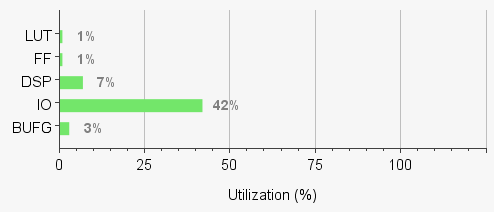 LUT 1%
FF 1%
DSP 7%
IO 42%
BUFG 3%
0 25 50 75 100
Utilization (%)